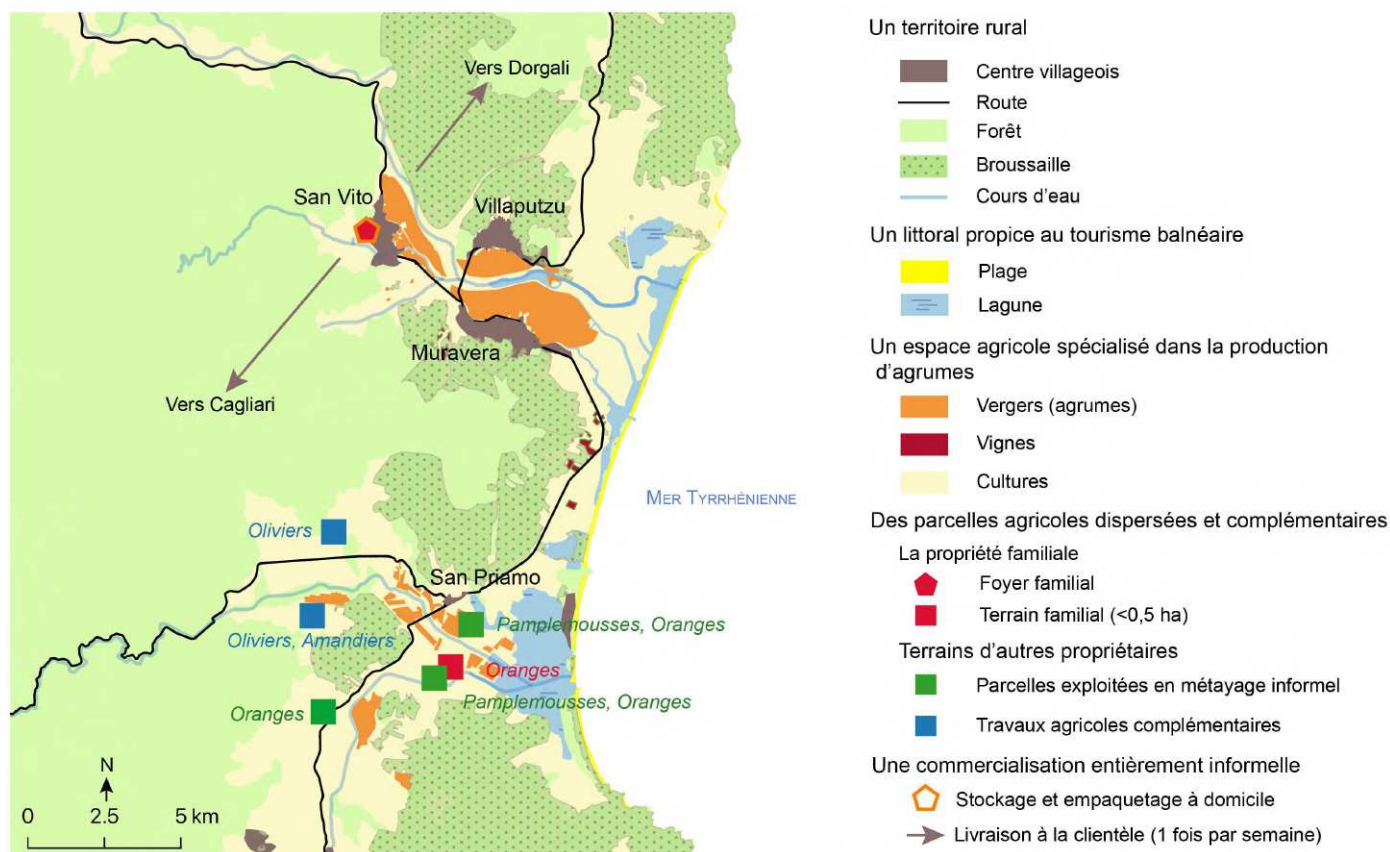 Vers Dorgali
San Vito
Villaputzu
Muravera
Vers Cagliari
MER TYRRHÉNIENNE
Oliviers
San Priamo
Pamplemousses, Oranges
Oliviers, Amandiers
Oranges
Pamplemousses, Oranges
Oranges
N
0 2.5 5 km
Un territoire rural
Centre villageois
Route
Forêt
Broussaille
Cours d'eau
Un littoral propice au tourisme balnéaire
Plage
Lagune
Un espace agricole spécialisé dans la production
d'agrumes
Vergers (agrumes)
Vignes
Cultures
Des parcelles agricoles dispersées et complémentaires
La propriété familiale
Foyer familial
Terrain familial (<0,5 ha)
Terrains d'autres propriétaires
Parcelles exploitées en métayage informel
Travaux agricoles complémentaires
Une commercialisation entièrement informelle
Stockage et empaquetage à domicile
Livraison à la clientèle (1 fois par semaine)